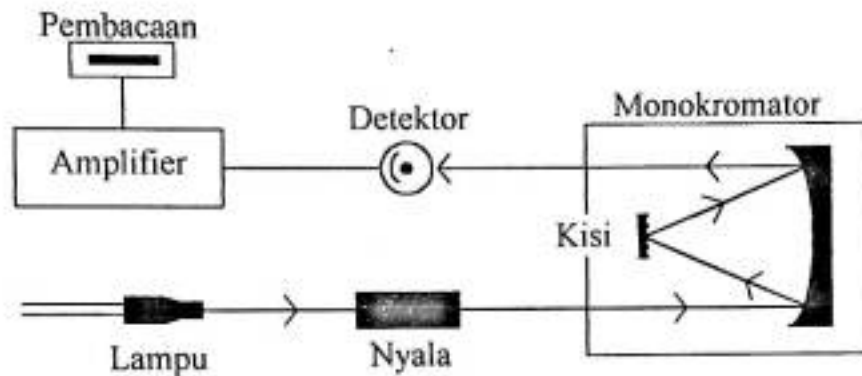 Pembacaan
Monokromator
Detektor
Amplifier
Kisi
Lampu
Nyala